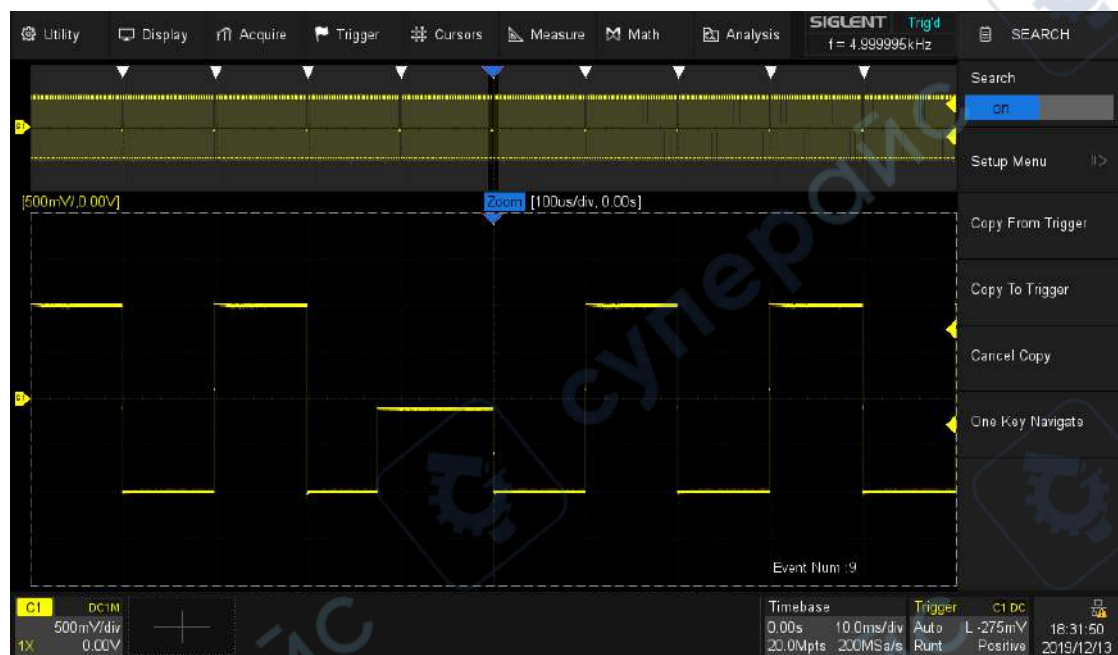 Utility Display Acquire Trigger Cursors Measure Math Analysis
SIGLENT Trig'd
f = 4.999995kHz
SEARCH
Search
on
Setup Menu
C1
[500mV/,0.00V] Zoom [100us/div, 0.00s]
Copy From Trigger
Copy To Trigger
Cancel Copy
C1
One Key Navigate
Event Num :9
C1 DC1M
500mV/div
1X 0.00V
Timebase
0.00s 10.0ms/div
20.0Mpts 200MSa/s
Trigger C1 DC
Auto L -275mV
Runt Positive
18:31:50
2019/12/13
суперайс